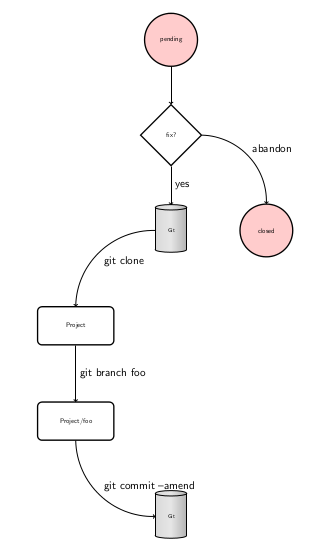 pending
fix?
abandon
yes
Git
closed
git clone
Project
git branch foo
Project/foo
git commit –amend
Git